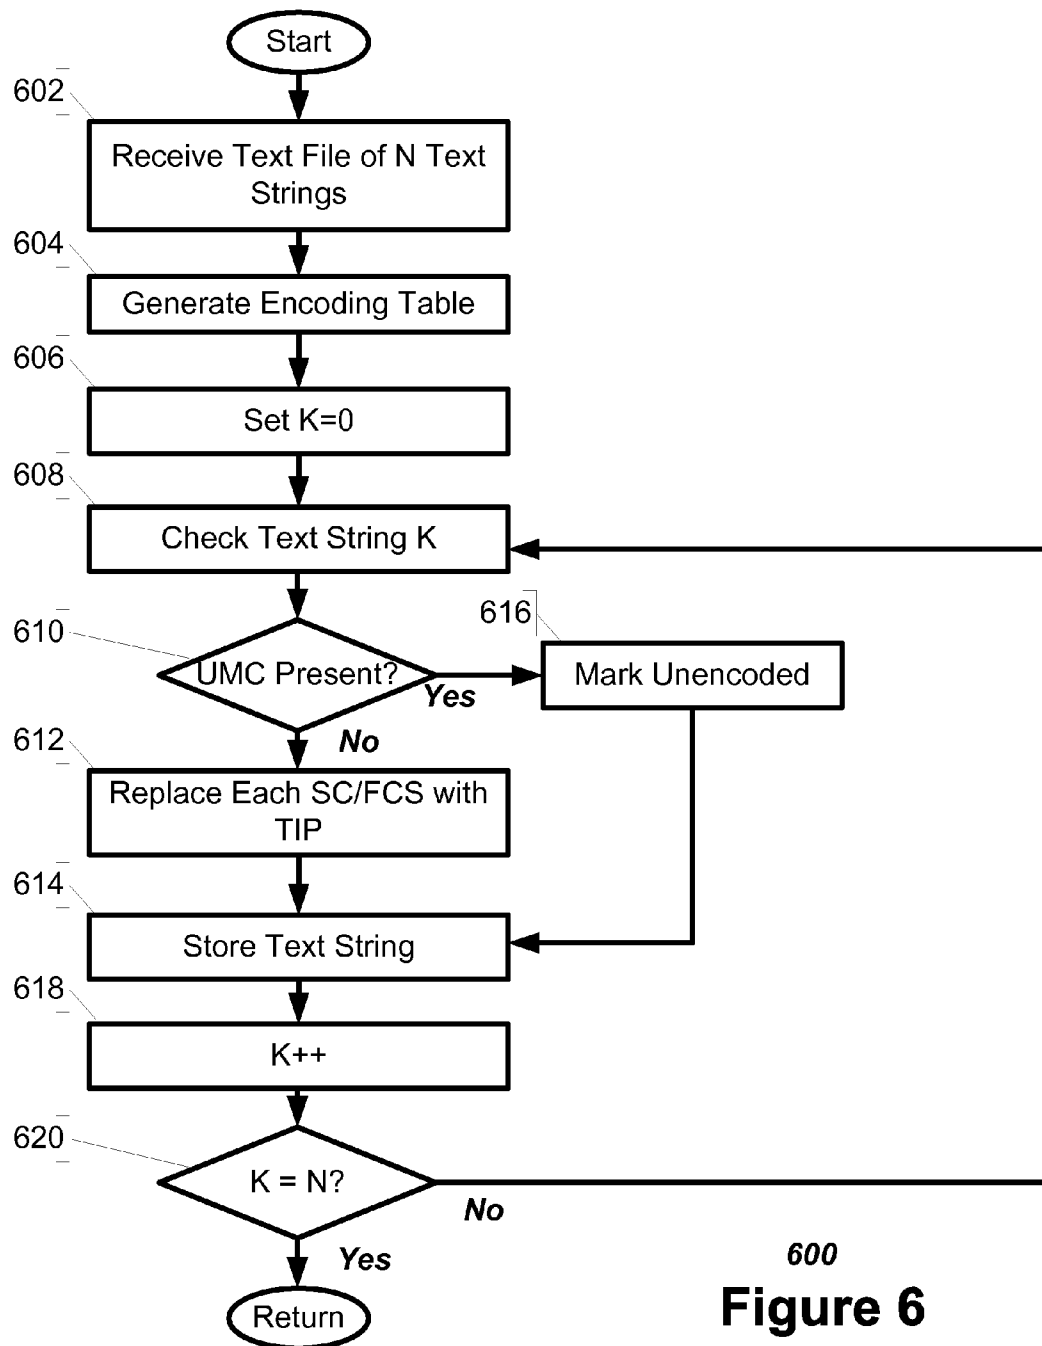 Start
602
Receive Text File of N Text
Strings
604
Generate Encoding Table
606
Set K=0
608
Check Text String K
610
UMC Present?
Yes
616
Mark Unencoded
No
612
Replace Each SC/FCS with
TIP
614
Store Text String
618
K++
620
K = N?
No
Yes
Return
600
Figure 6